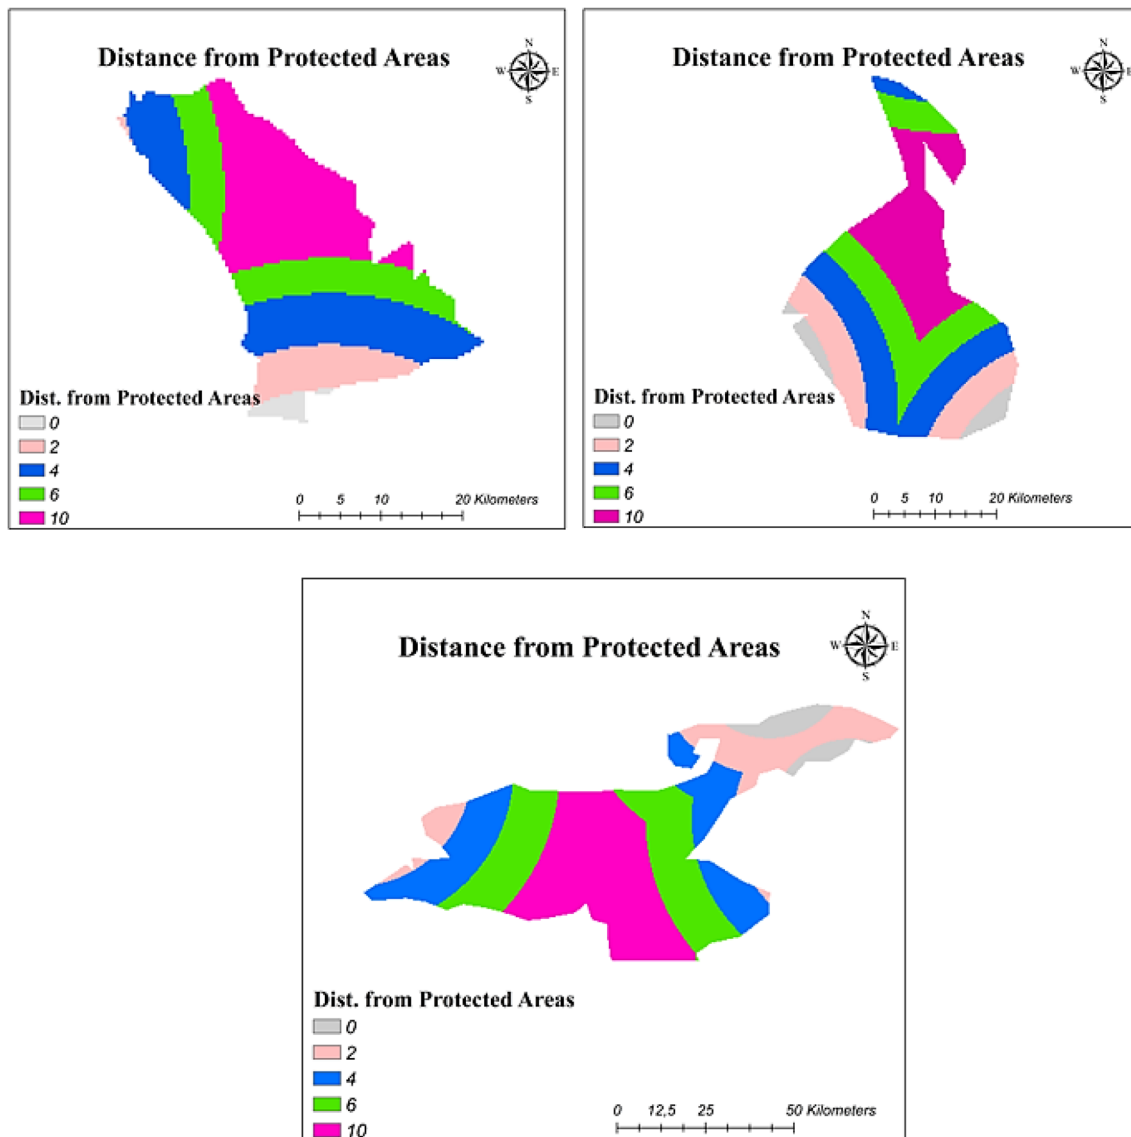 Distance from Protected Areas
N
W E
S
Dist. from Protected Areas
0
2
4
6
10
0 5 10 20 Kilometers
Distance from Protected Areas
N
W E
S
Dist. from Protected Areas
0
2
4
6
10
0 5 10 20 Kilometers
Distance from Protected Areas
N
W E
S
Dist. from Protected Areas
0
2
4
6
10
0 12,5 25 50 Kilometers